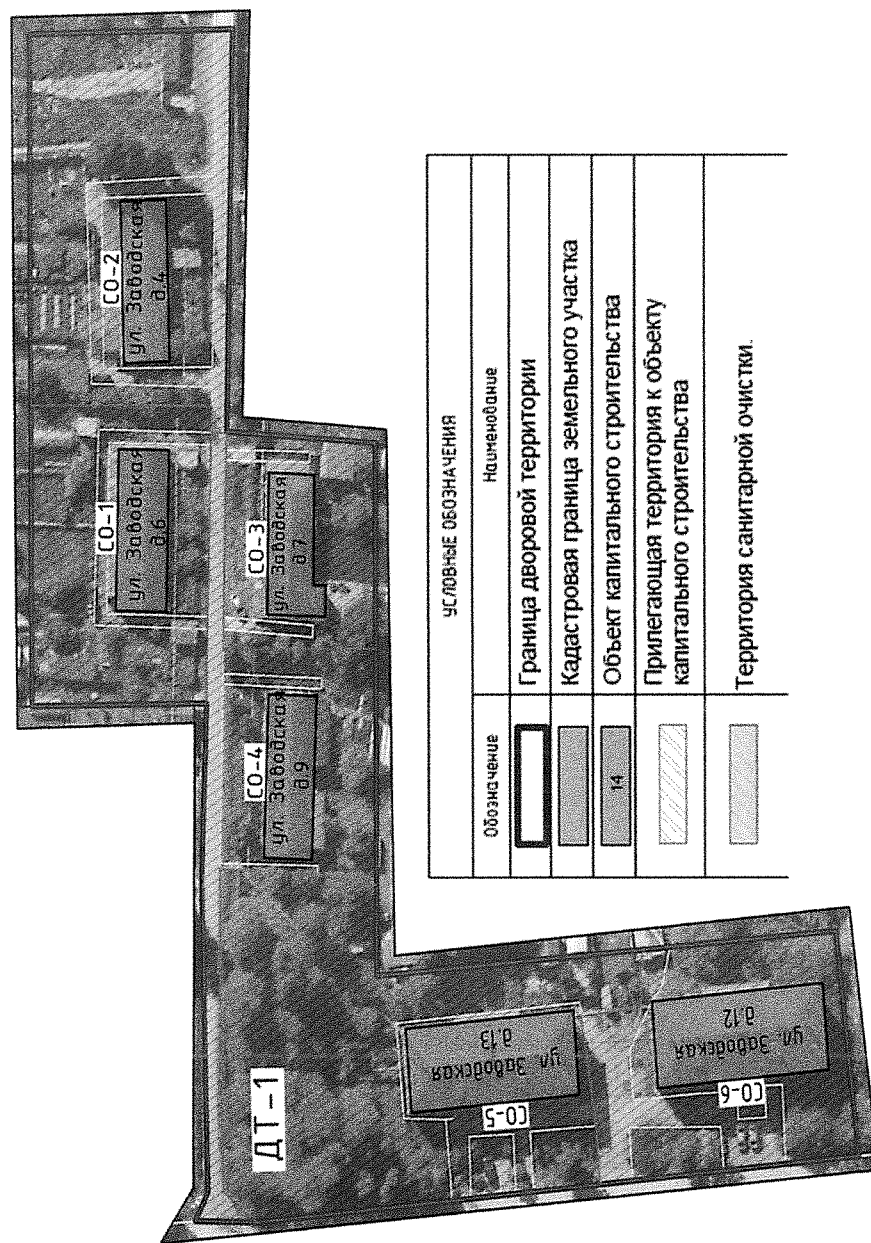 ДТ-1
СО-1
ул. Заводская
д.6
СО-2
ул. Заводская
д.4
СО-4
ул. Заводская
д.9
СО-3
ул. Заводская
д.7
СО-5
ул. Заводская
д.13
СО-6
ул. Заводская
д.12
УСЛОВНЫЕ ОБОЗНАЧЕНИЯ
Обозначение Наименование
Граница дворовой территории
Кадастровая граница земельного участка
14 Объект капитального строительства
Прилегающая территория к объекту
капитального строительства
Территория санитарной очистки.